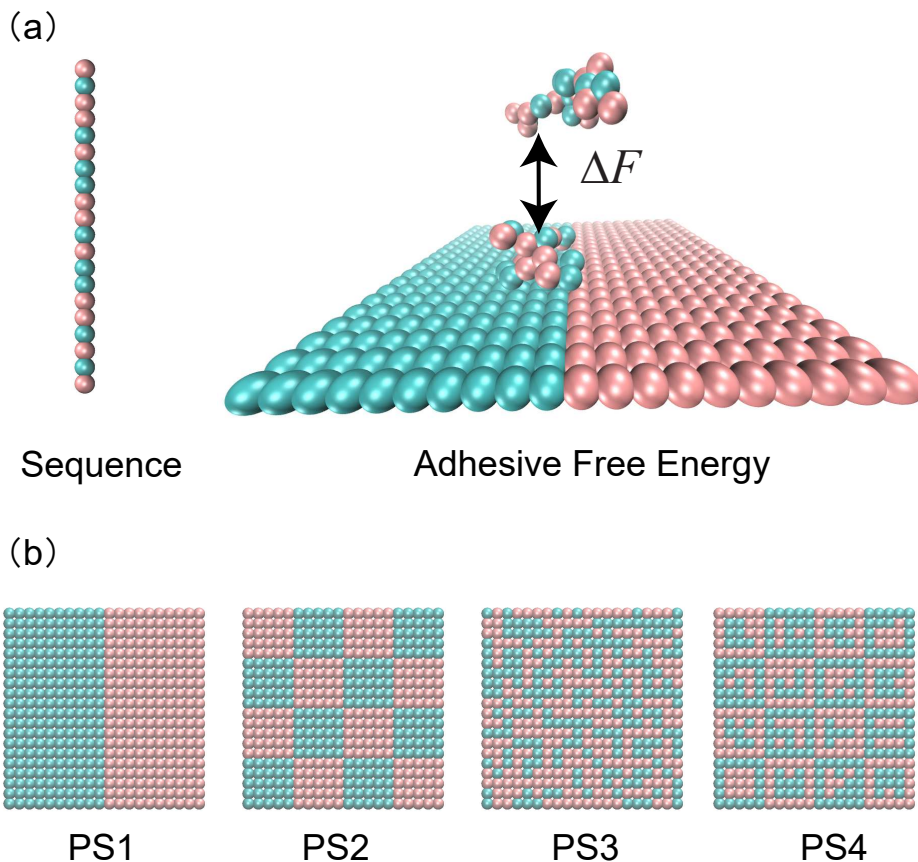 （a）
ΔF
Sequence
Adhesive Free Energy
（b）
PS1
PS2
PS3
PS4